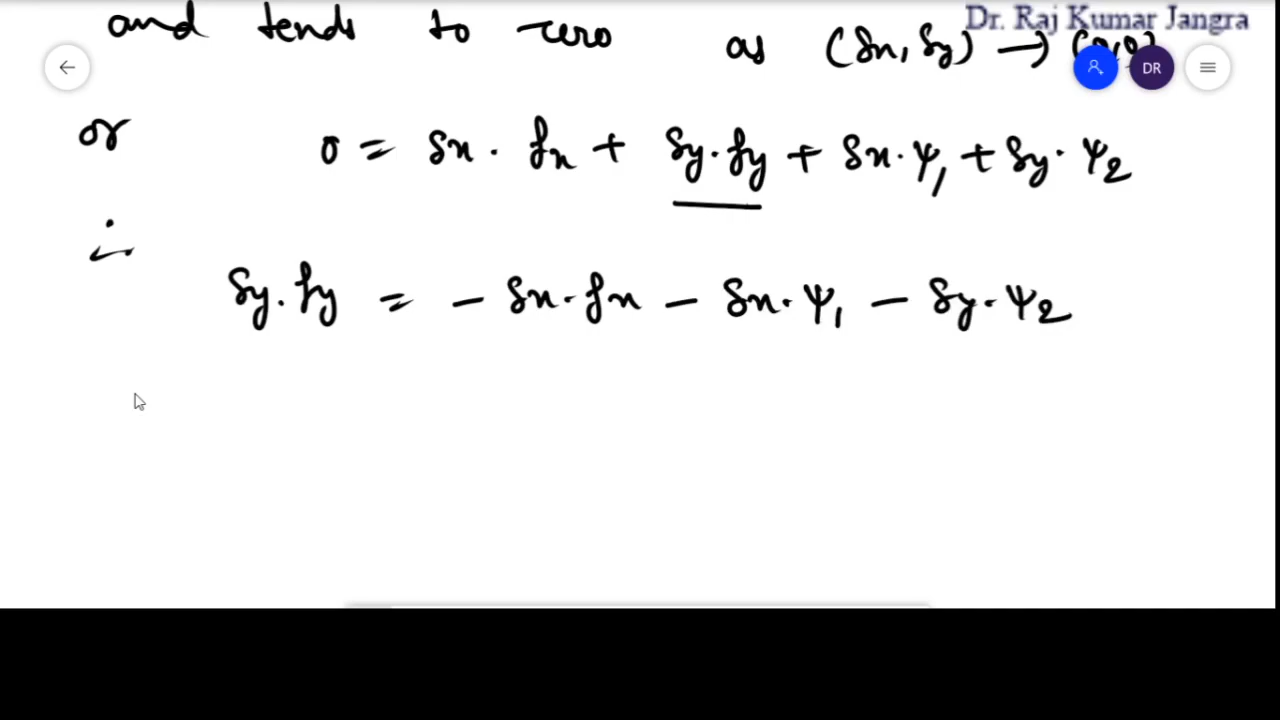 Dr. Raj Kumar Jangra
and tends to zero as (δx, δy) → (0,0)
DR
or 0 = δx · fx + δy · fy + δx · ψ1 + δy · ψ2
∴
δy · fy = - δx · fx - δx · ψ1 - δy · ψ2